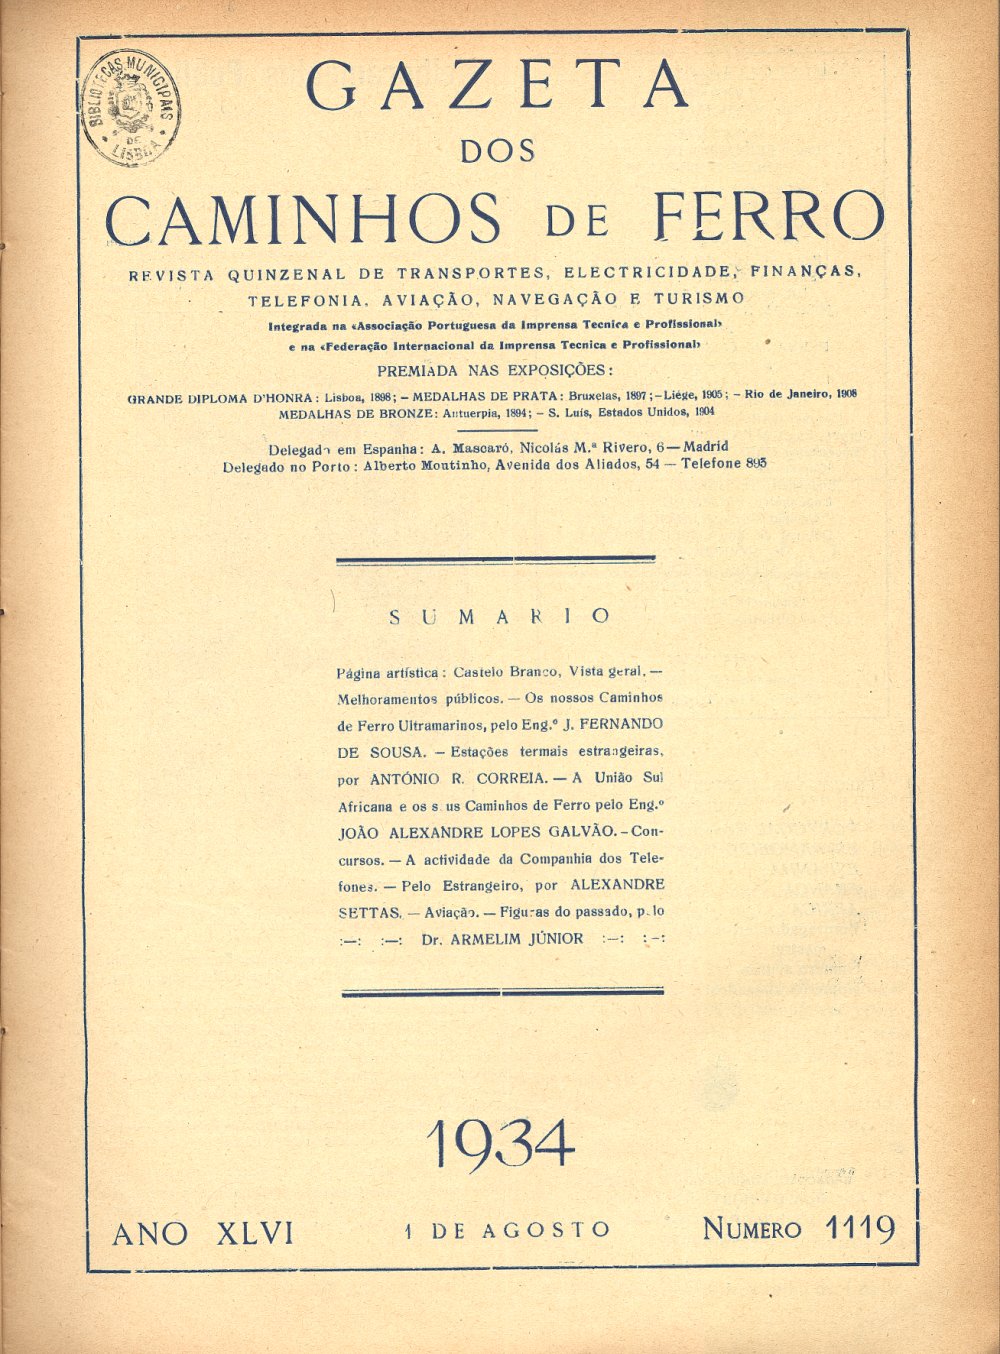 BIBLIOTECAS MUNICIPAIS
DE
LISBOA
GAZETA
DOS
CAMINHOS DE FERRO
REVISTA QUINZENAL DE TRANSPORTES, ELECTRICIDADE, FINANÇAS,
TELEFONIA, AVIAÇÃO, NAVEGAÇÃO E TURISMO
Integrada na «Associação Portuguesa da Imprensa Tecnica e Profissional»
e na «Federação Internacional da Imprensa Tecnica e Profissional»
PREMIADA NAS EXPOSIÇÕES:
GRANDE DIPLOMA D'HONRA: Lisboa, 1898; — MEDALHAS DE PRATA: Bruxelas, 1897; — Liége, 1905; — Rio de Janeiro, 1908
MEDALHAS DE BRONZE: Antuerpia, 1894; — S. Luis, Estados Unidos, 1904
Delegado em Espanha: A. Mascaró, Nicolás M.ª Rivero, 6 — Madrid
Delegado no Porto: Alberto Moutinho, Avenida dos Aliados, 54 — Telefone 893
SUMARIO
Página artística: Castelo Branco, Vista geral. —
Melhoramentos públicos. — Os nossos Caminhos
de Ferro Ultramarinos, pelo Eng.º J. FERNANDO
DE SOUSA. — Estações termais estrangeiras,
por ANTÓNIO R. CORREIA. — A União Sul
Africana e os s us Caminhos de Ferro pelo Eng.º
JOÃO ALEXANDRE LOPES GALVÃO. — Con-
cursos. — A actividade da Companhia dos Tele-
fones. — Pelo Estrangeiro, por ALEXANDRE
SETTAS. — Aviação. — Figuras do passado, p lo
:—: :—: Dr. ARMELIM JÚNIOR :—: :—:
1934
ANO XLVI 1 DE AGOSTO NUMERO 1119